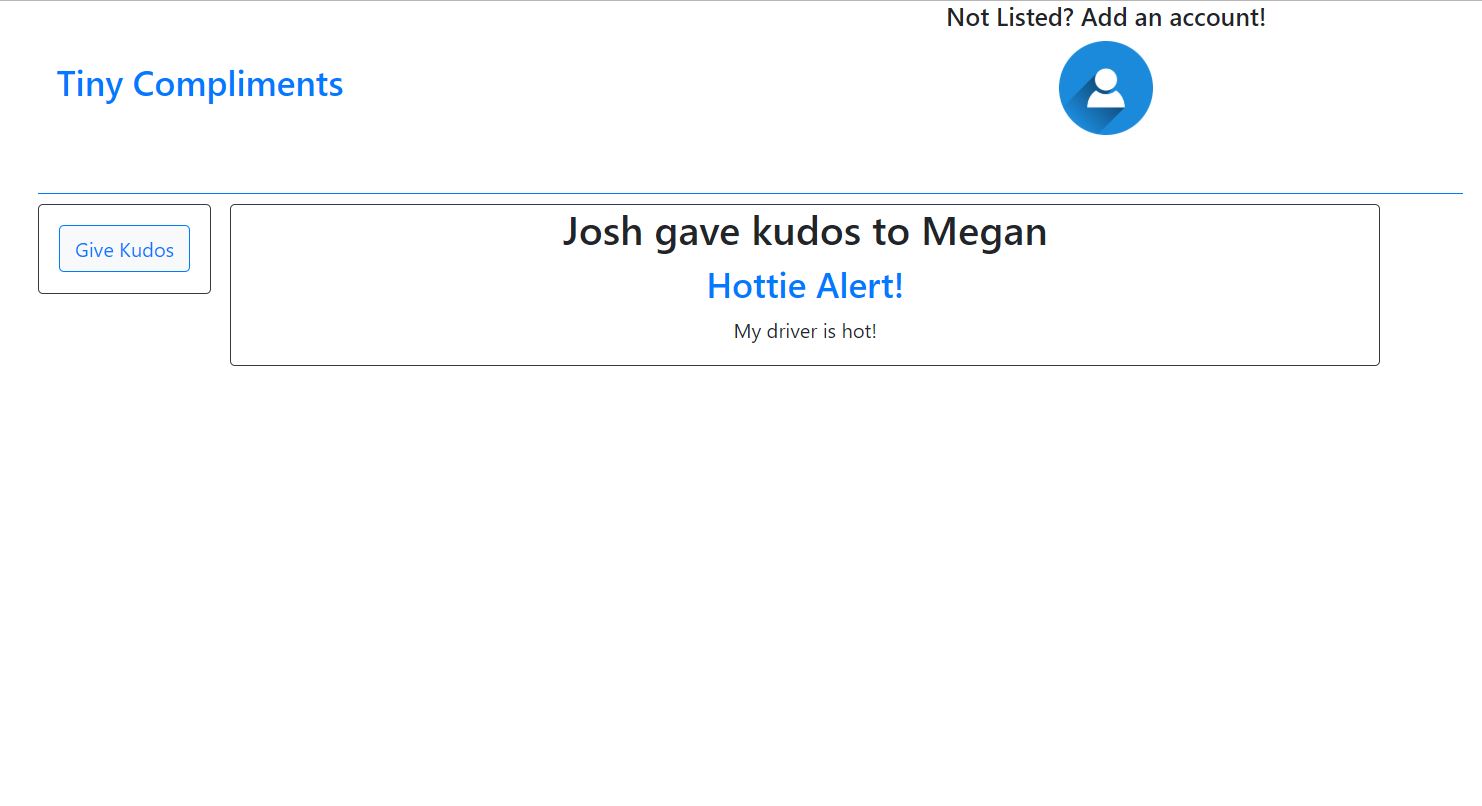 Not Listed? Add an account!
Tiny Compliments
Give Kudos
Josh gave kudos to Megan
Hottie Alert!
My driver is hot!